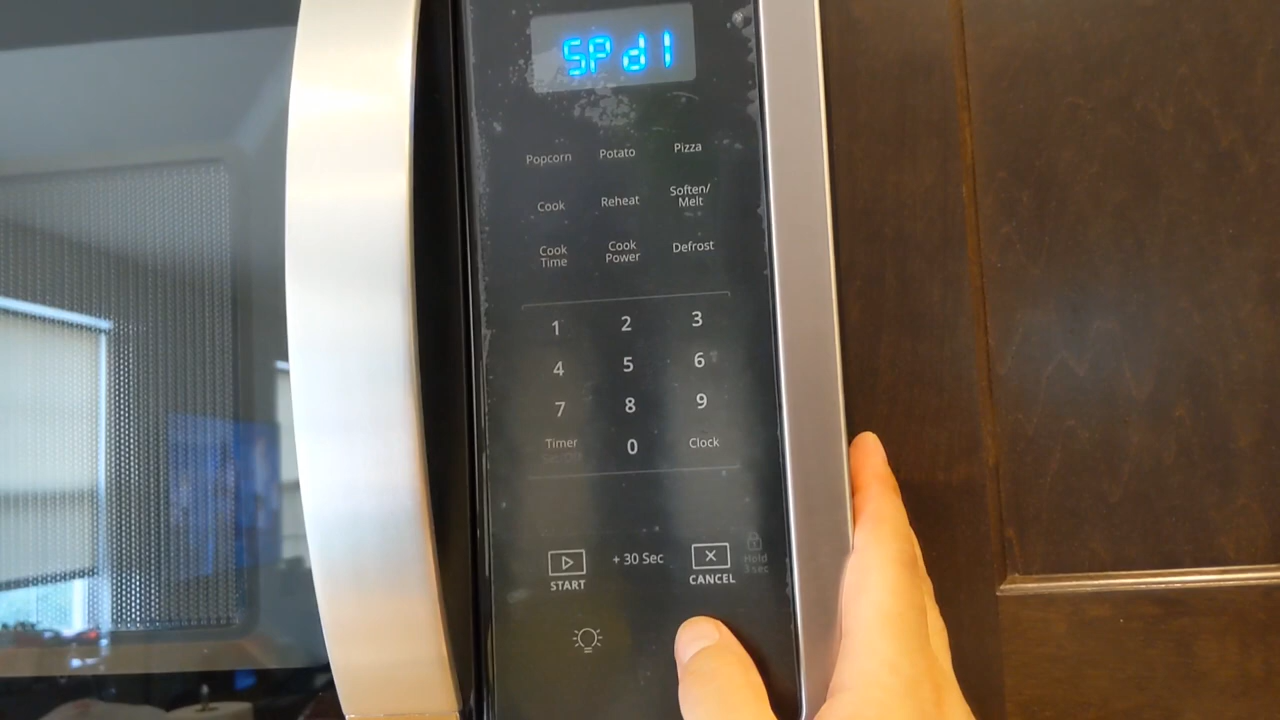 SPd1
Popcorn Potato Pizza
Cook Reheat Soften/
Melt
Cook
Time Cook
Power Defrost
1 2 3
4 5 6
7 8 9
Timer 0 Clock
+ 30 Sec
START CANCEL Hold
3 sec